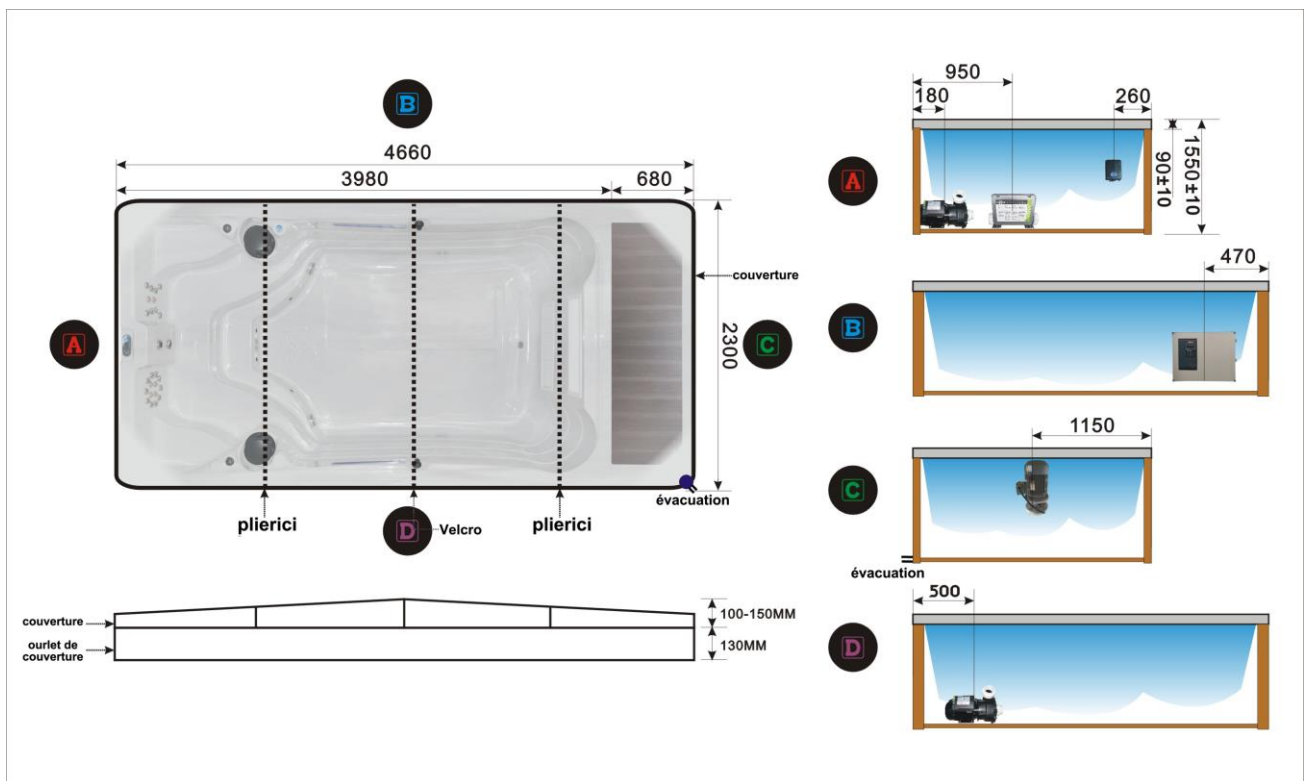 B
4660
3980
680
A
2300
C
couverture
évacuation
plierici
D
Velcro
plierici
couverture
ourlet de
couverture
100-150MM
130MM
950
180
260
A
90±10
1550±10
470
B
1150
C
évacuation
500
D